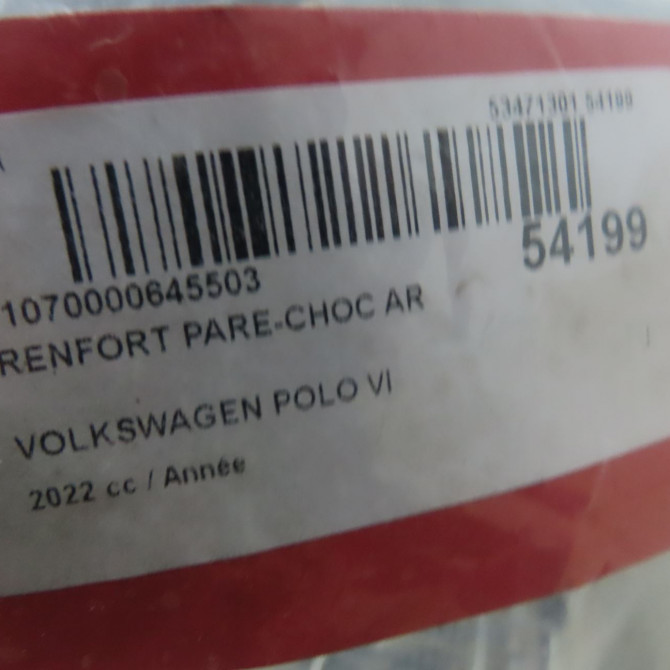 53471301 54199
54199
1070000645503
RENFORT PARE-CHOC AR
VOLKSWAGEN POLO VI
2022 cc / Année